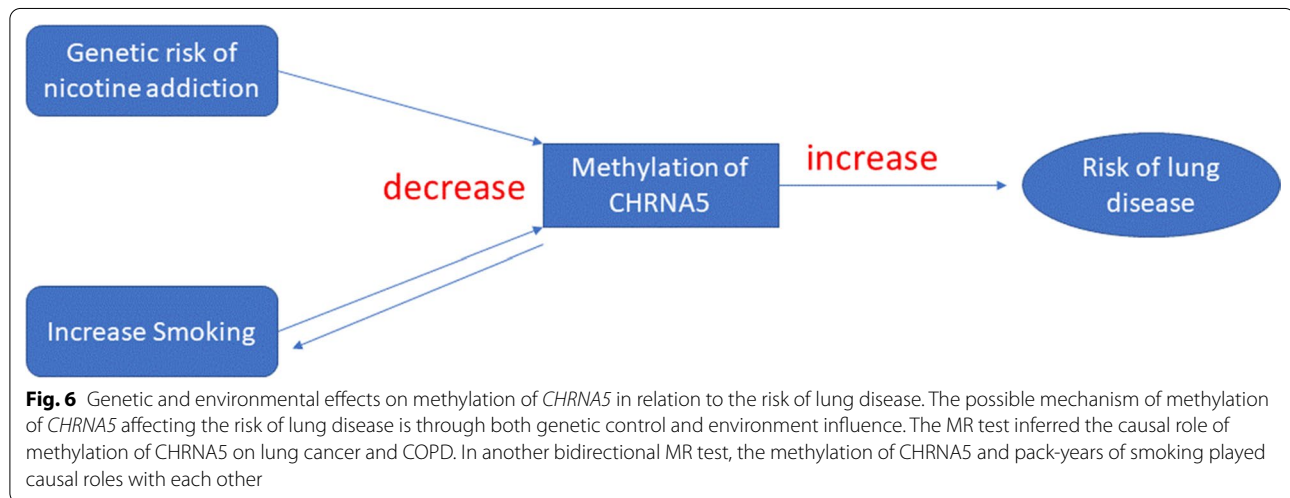 Genetic risk of
nicotine addiction
decrease
Methylation of
CHRNA5
increase
Risk of lung
disease
Increase Smoking
Fig. 6 Genetic and environmental effects on methylation of CHRNA5 in relation to the risk of lung disease. The possible mechanism of methylation
of CHRNA5 affecting the risk of lung disease is through both genetic control and environment influence. The MR test inferred the causal role of
methylation of CHRNA5 on lung cancer and COPD. In another bidirectional MR test, the methylation of CHRNA5 and pack-years of smoking played
causal roles with each other